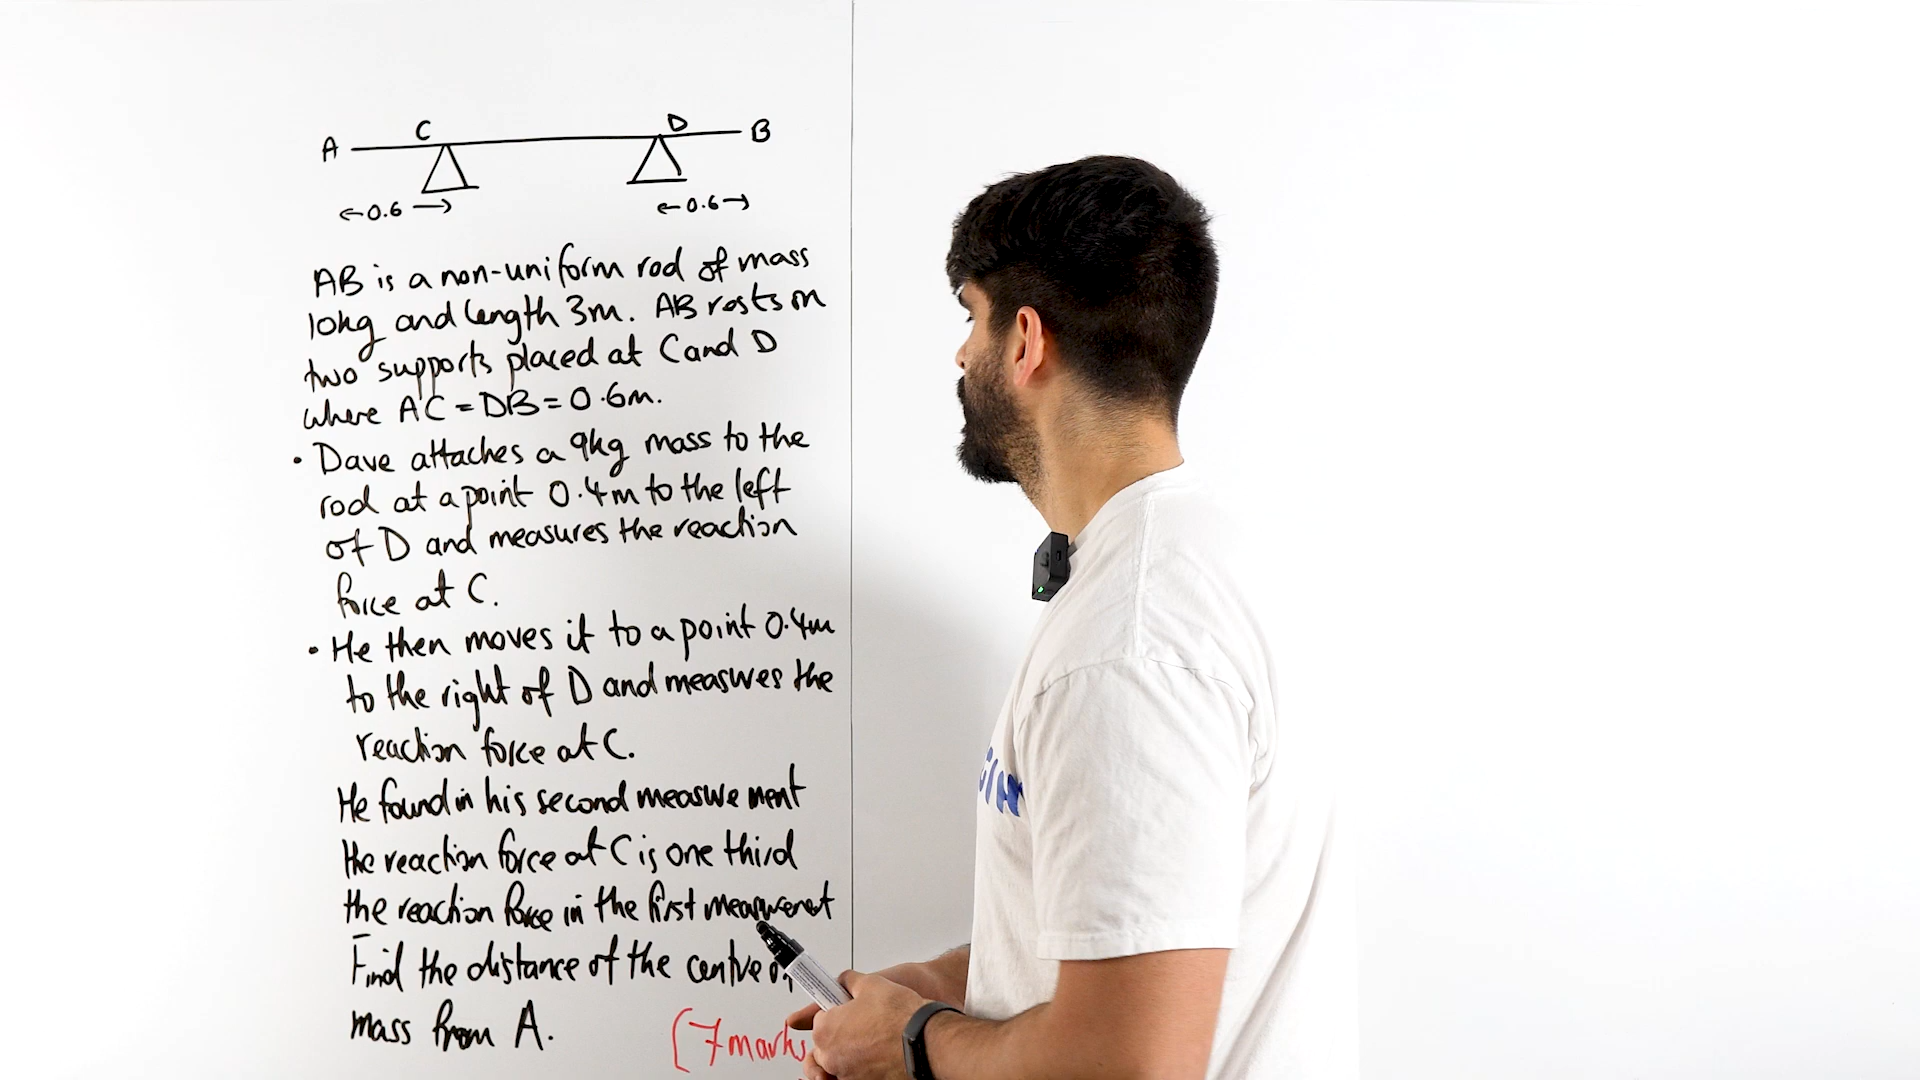 A C D B
←0.6→ ←0.6→
AB is a non-uniform rod of mass
10kg and length 3m. AB rests on
two supports placed at C and D
where AC = DB = 0.6m.
• Dave attaches a 9kg mass to the
rod at a point 0.4m to the left
of D and measures the reaction
force at C.
• He then moves it to a point 0.4m
to the right of D and measures the
reaction force at C.
He found in his second measurement
the reaction force at C is one third
the reaction force in the first measurement
Find the distance of the centre of
mass from A.
[7 marks